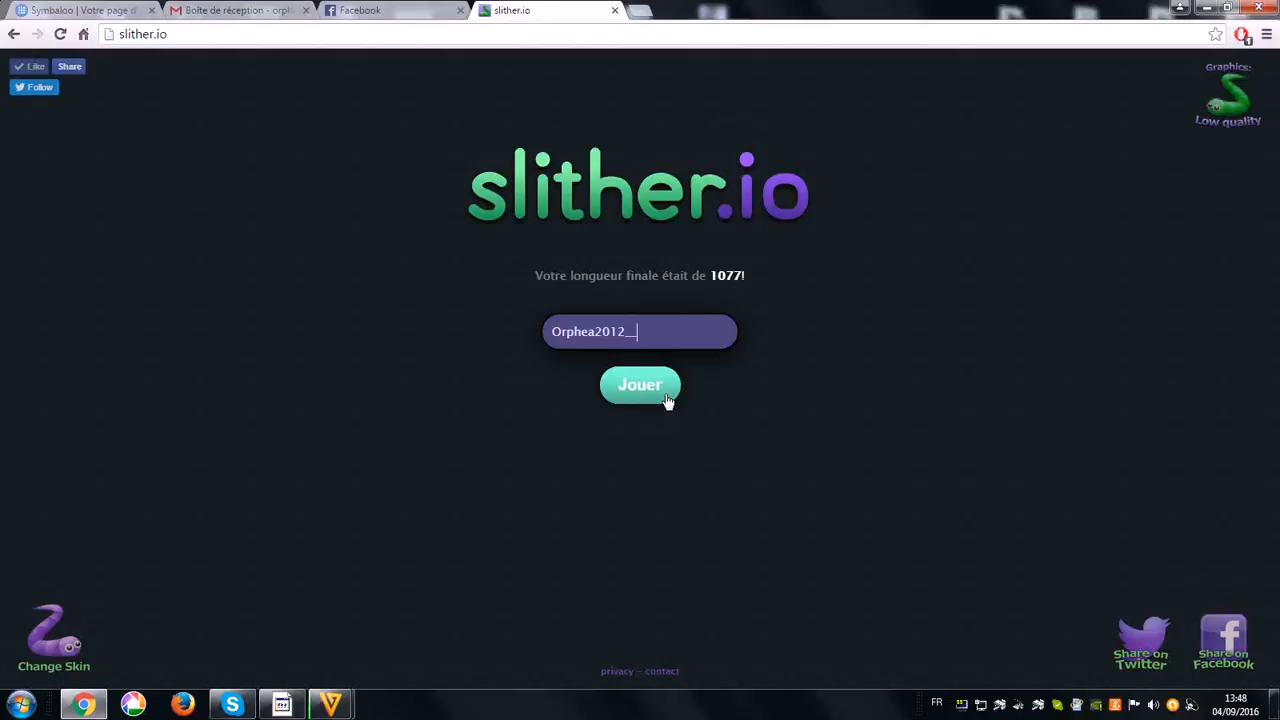 Symbaloo | Votre page d'
Boîte de réception - orph
Facebook
slither.io
slither.io
Like Share
Follow
Graphics:
Low quality
slither.io
Votre longueur finale était de 1077!
Orphea2012__
Jouer
Change Skin
privacy - contact
Share on Twitter
Share on Facebook
FR
13:48
04/09/2016